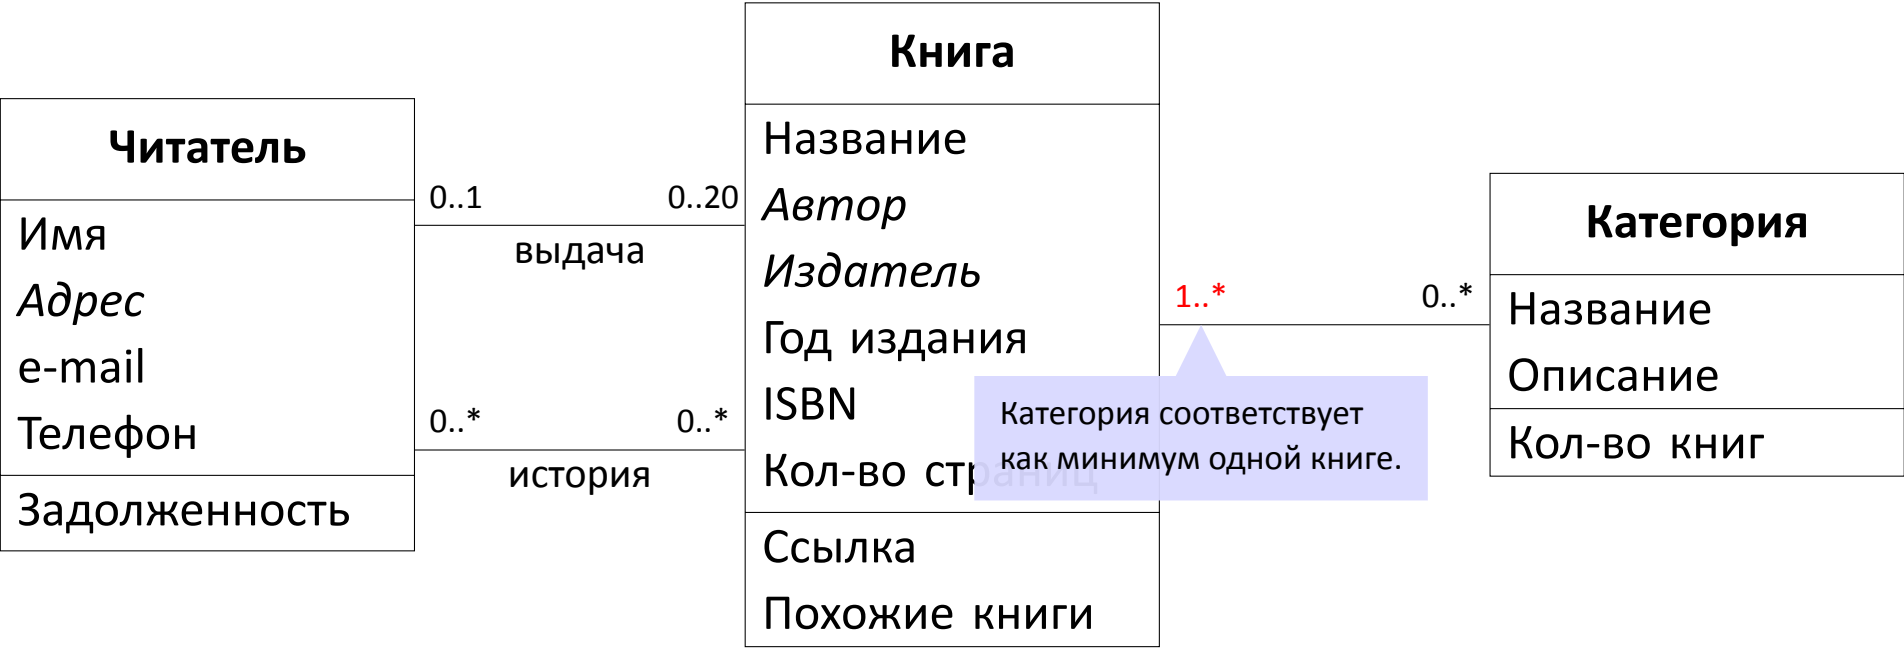 Читатель
Имя
Адрес
e-mail
Телефон
Задолженность
0..1
0..20
выдача
0..*
0..*
история
Книга
Название
Автор
Издатель
Год издания
ISBN
Кол-во страниц
Ссылка
Похожие книги
1..*
0..*
Категория соответствует
как минимум одной книге.
Категория
Название
Описание
Кол-во книг